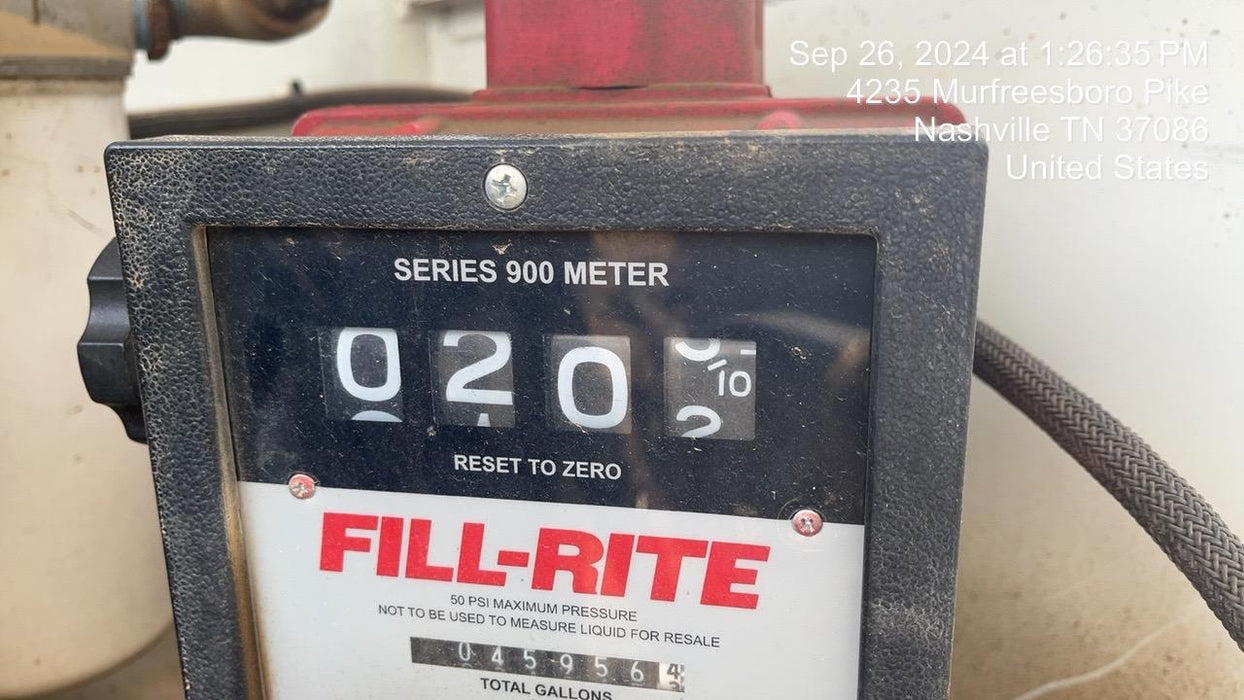 Sep 26, 2024 at 1:26:35 PM
4235 Murfreesboro Pike
Nashville TN 37086
United States
SERIES 900 METER
0 2 0
/10
2
RESET TO ZERO
FILL-RITE
50 PSI MAXIMUM PRESSURE
NOT TO BE USED TO MEASURE LIQUID FOR RESALE
0 4 5 9 5 6 4
TOTAL GALLONS